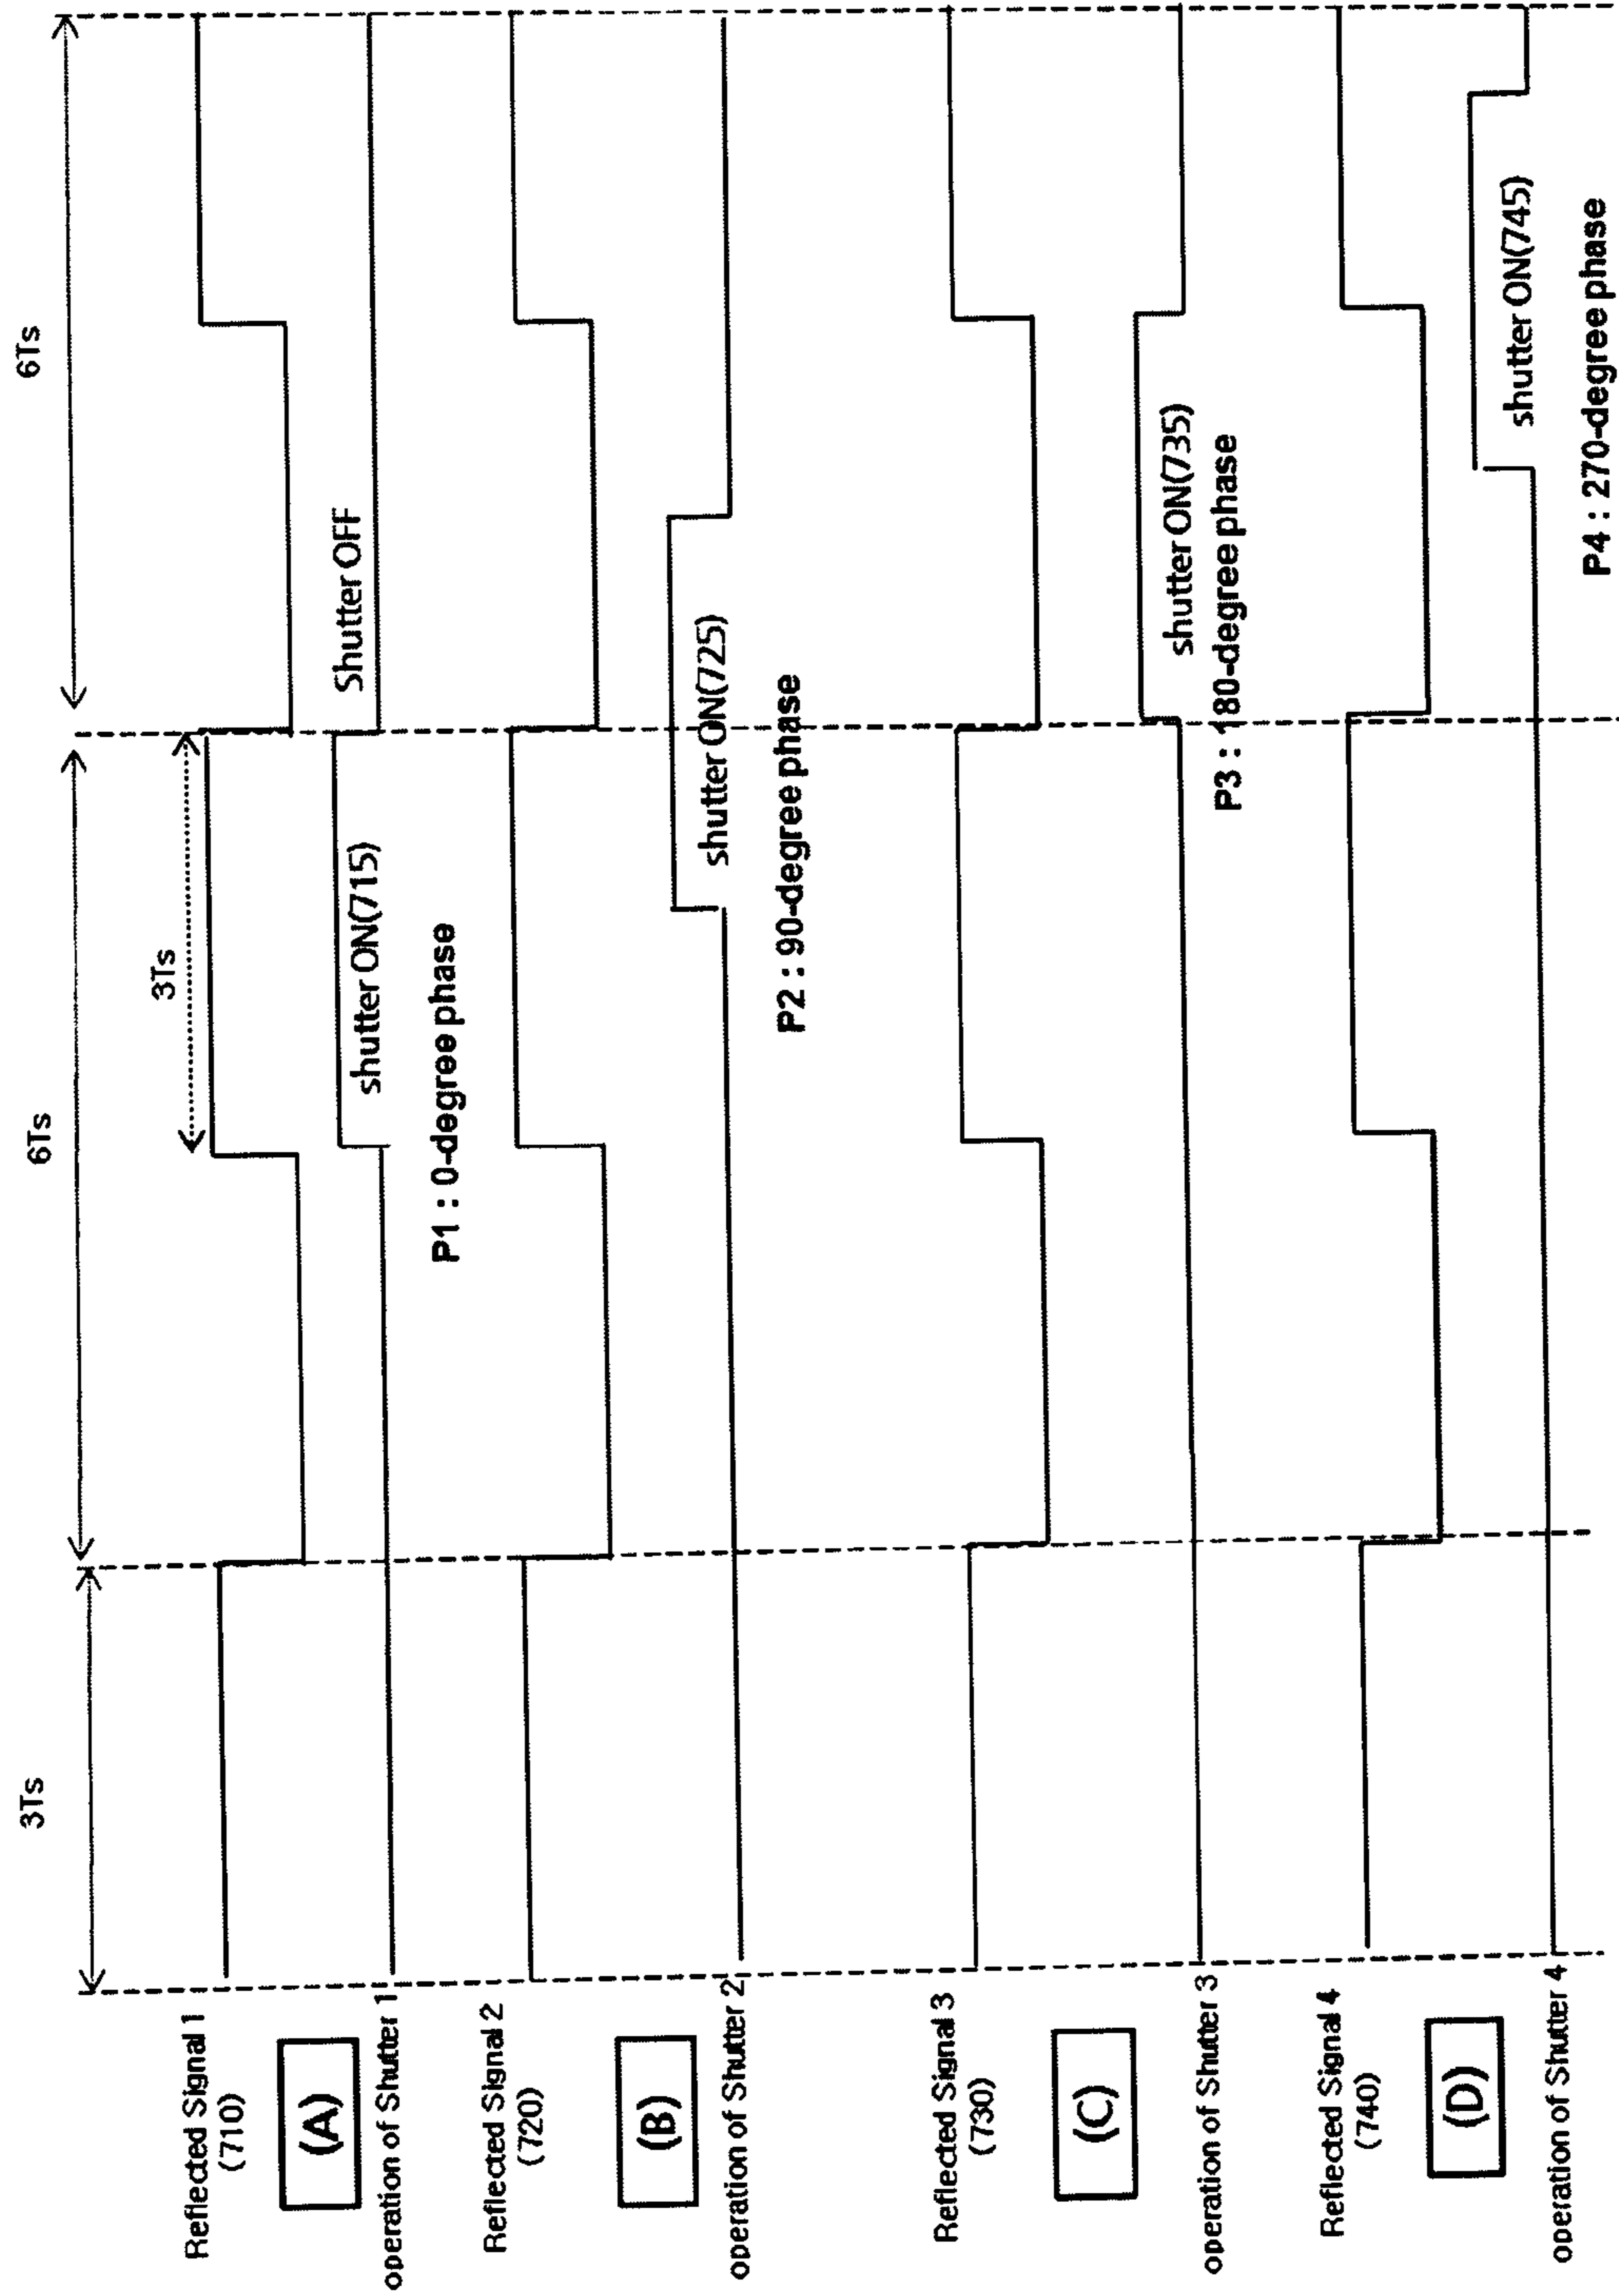 3Ts
6Ts
6Ts
3Ts
Reflected Signal 1
(710)
(A)
operation of Shutter 1
shutter ON(715)
Shutter OFF
P1 : 0-degree phase
Reflected Signal 2
(720)
(B)
operation of Shutter 2
shutter ON(725)
P2 : 90-degree phase
Reflected Signal 3
(730)
(C)
operation of Shutter 3
shutter ON(735)
P3 : 180-degree phase
Reflected Signal 4
(740)
(D)
operation of Shutter 4
shutter ON(745)
P4 : 270-degree phase